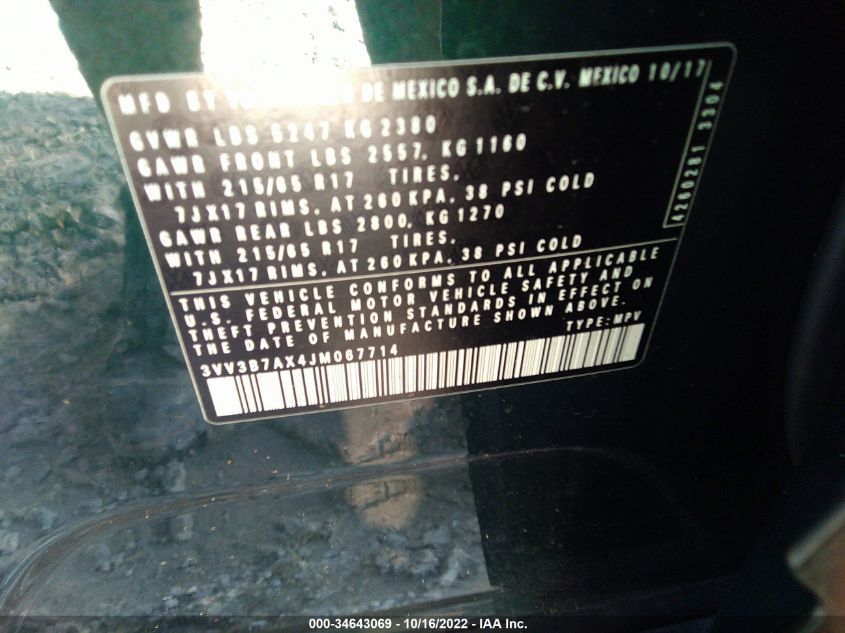 MFD BY DE MEXICO S.A. DE C.V. MEXICO 10/17
GVWR LBS 5247 KG 2380
GAWR FRONT LBS 2557, KG 1160
WITH 215/65 R17 TIRES,
7JX17 RIMS, AT 260 KPA, 38 PSI COLD
GAWR REAR LBS 2800, KG 1270
WITH 215/65 R17 TIRES,
7JX17 RIMS, AT 260 KPA, 38 PSI COLD
4260281 3304
THIS VEHICLE CONFORMS TO ALL APPLICABLE
U.S. FEDERAL MOTOR VEHICLE SAFETY AND
THEFT PREVENTION STANDARDS IN EFFECT ON
THE DATE OF MANUFACTURE SHOWN ABOVE.
TYPE: MPV
3VV3B7AX4JM067714
000-34643069 - 10/16/2022 - IAA Inc.